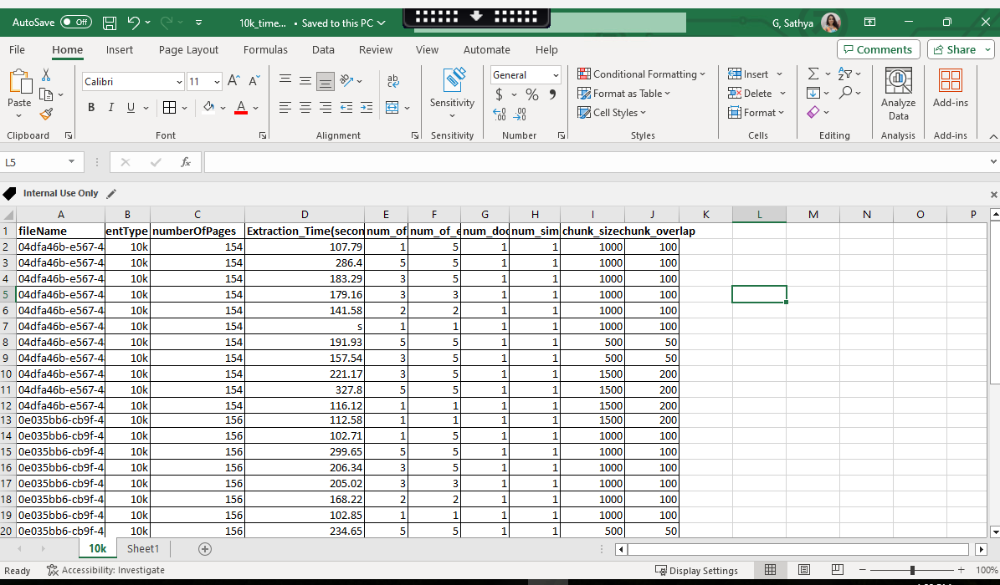 AutoSave Off 10k_time... • Saved to this PC G, Sathya
File Home Insert Page Layout Formulas Data Review View Automate Help Comments Share
Paste Calibri 11 A A ab General $ % 9 Conditional Formatting Format as Table Cell Styles Insert Delete Format Analyze Data Add-ins
B I U A Sensitivity
Clipboard Font Alignment Sensitivity Number Styles Cells Editing Analysis Add-ins
L5 fx
Internal Use Only
A B C D E F G H I J K L M N O P
1 fileName entType numberOfPages Extraction_Time(secon num_of_ num_of_e num_doc num_sim chunk_size chunk_overlap
2 04dfa46b-e567-4 10k 154 107.79 1 5 1 1 1000 100
3 04dfa46b-e567-4 10k 154 286.4 5 5 1 1 1000 100
4 04dfa46b-e567-4 10k 154 183.29 3 5 1 1 1000 100
5 04dfa46b-e567-4 10k 154 179.16 3 3 1 1 1000 100
6 04dfa46b-e567-4 10k 154 141.58 2 2 1 1 1000 100
7 04dfa46b-e567-4 10k 154 s 1 1 1 1 1000 100
8 04dfa46b-e567-4 10k 154 191.93 5 5 1 1 500 50
9 04dfa46b-e567-4 10k 154 157.54 3 5 1 1 500 50
10 04dfa46b-e567-4 10k 154 221.17 3 5 1 1 1500 200
11 04dfa46b-e567-4 10k 154 327.8 5 5 1 1 1500 200
12 04dfa46b-e567-4 10k 154 116.12 1 1 1 1 1500 200
13 0e035bb6-cb9f-4 10k 156 112.58 1 1 1 1 1500 200
14 0e035bb6-cb9f-4 10k 156 102.71 1 5 1 1 1000 100
15 0e035bb6-cb9f-4 10k 156 299.65 5 5 1 1 1000 100
16 0e035bb6-cb9f-4 10k 156 206.34 3 5 1 1 1000 100
17 0e035bb6-cb9f-4 10k 156 205.02 3 3 1 1 1000 100
18 0e035bb6-cb9f-4 10k 156 168.22 2 2 1 1 1000 100
19 0e035bb6-cb9f-4 10k 156 102.85 1 1 1 1 1000 100
20 0e035bb6-cb9f-4 10k 156 234.65 5 5 1 1 500 50
10k Sheet1
Ready Accessibility: Investigate Display Settings 100%